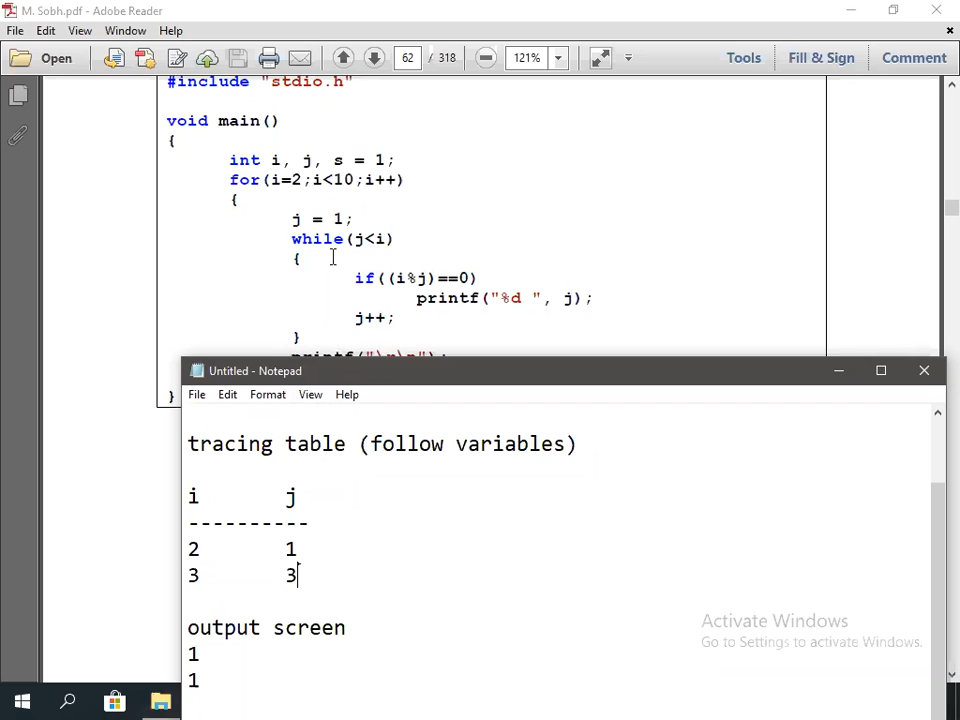 M. Sobh.pdf - Adobe Reader
File Edit View Window Help
Open 62 / 318 121% Tools Fill & Sign Comment
#include "stdio.h"
void main()
{
int i, j, s = 1;
for(i=2;i<10;i++)
{
j = 1;
while(j<i)
{
if((i%j)==0)
printf("%d ", j);
j++;
}
printf("\r\n");
}
Untitled - Notepad
File Edit Format View Help
tracing table (follow variables)
i j
----------
2 1
3 3
output screen
1
1
Activate Windows
Go to Settings to activate Windows.